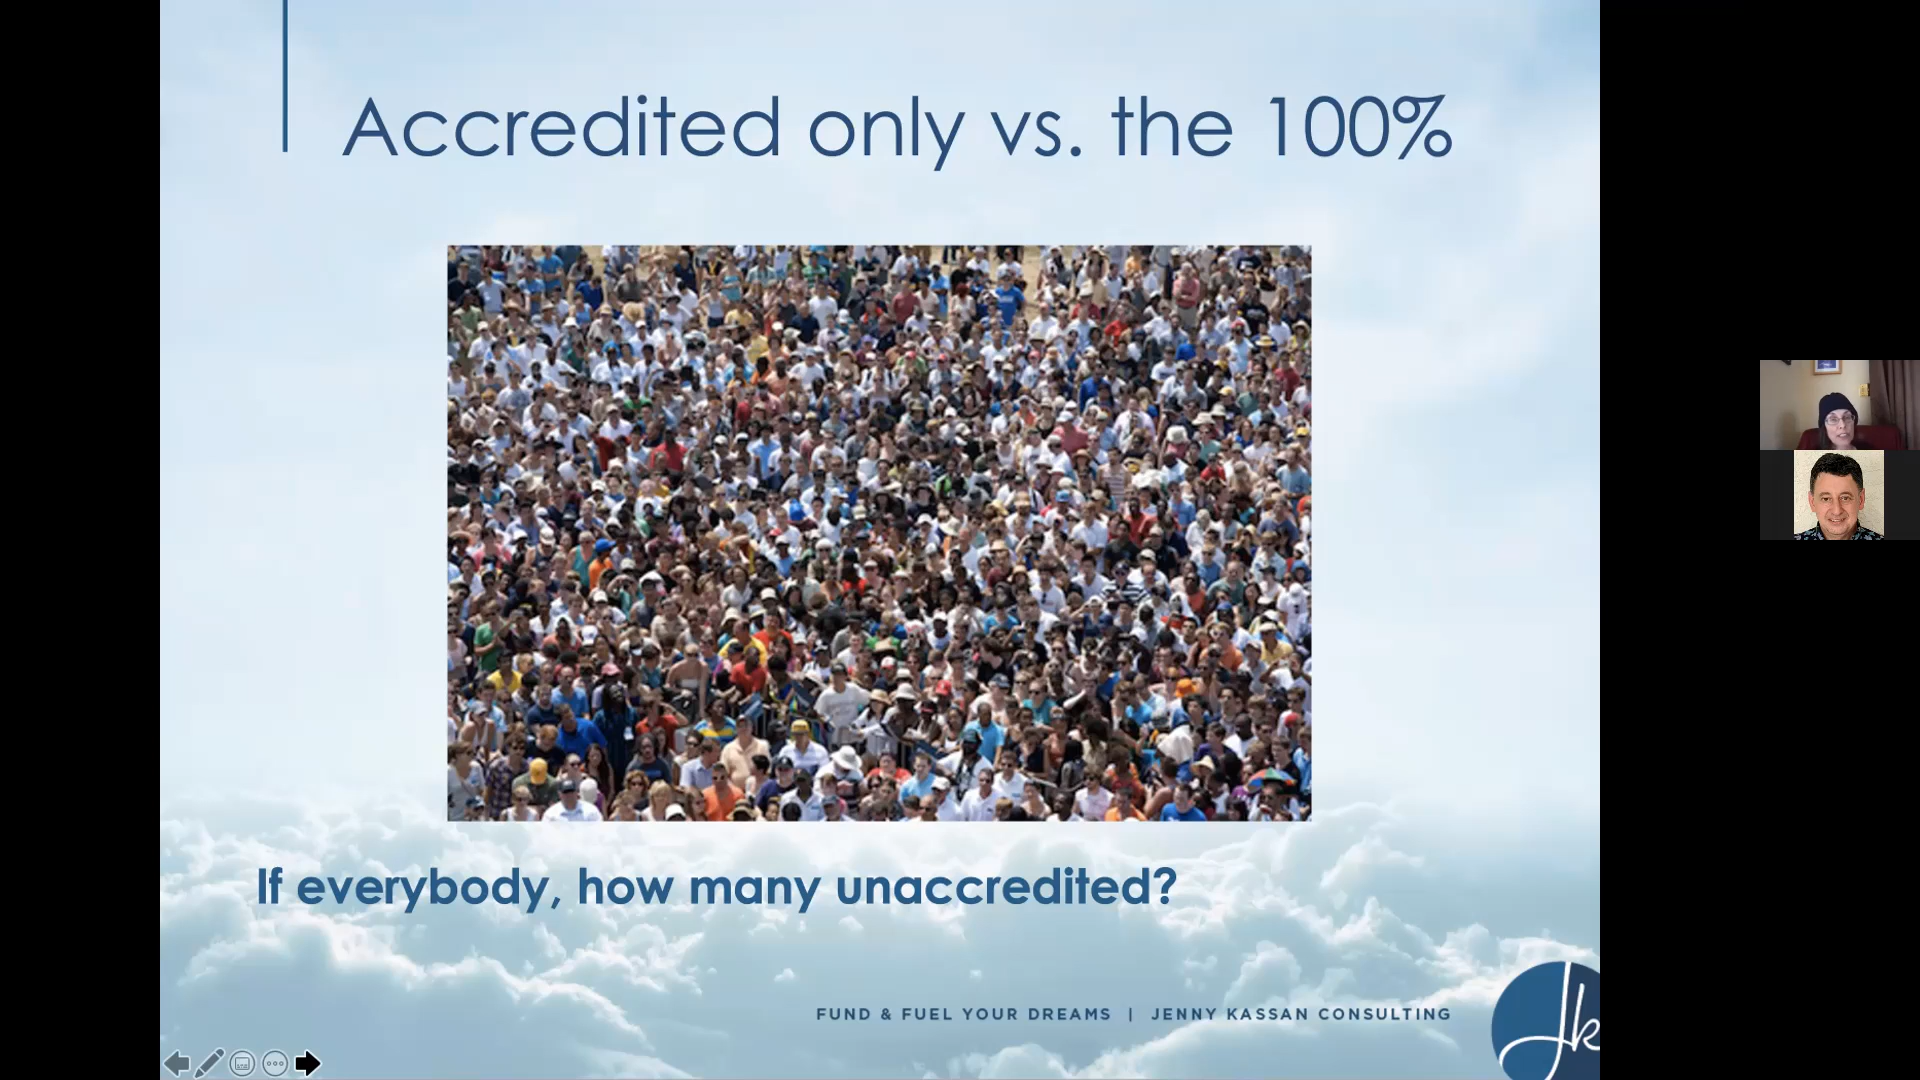 Accredited only vs. the 100%
If everybody, how many unaccredited?
FUND & FUEL YOUR DREAMS | JENNY KASSAN CONSULTING
Jk